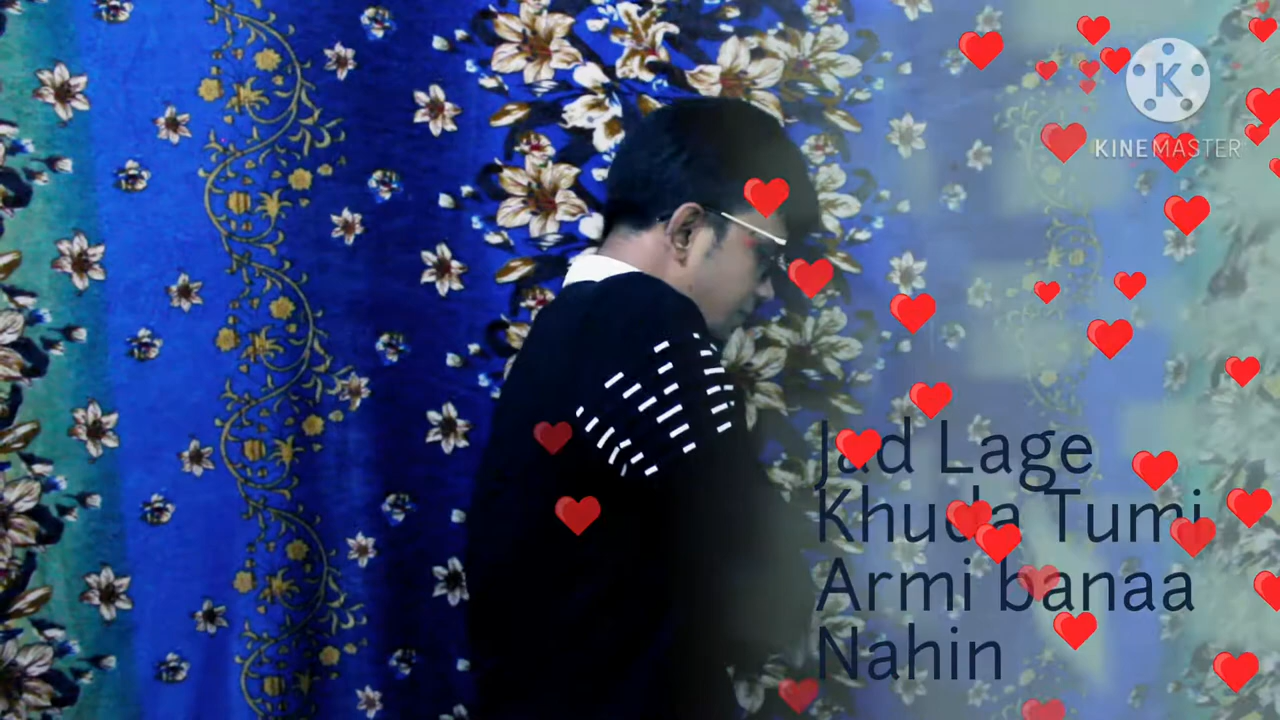 K
KINEMASTER
Jad Lage
Khuda Tumi
Armi banaa
Nahin